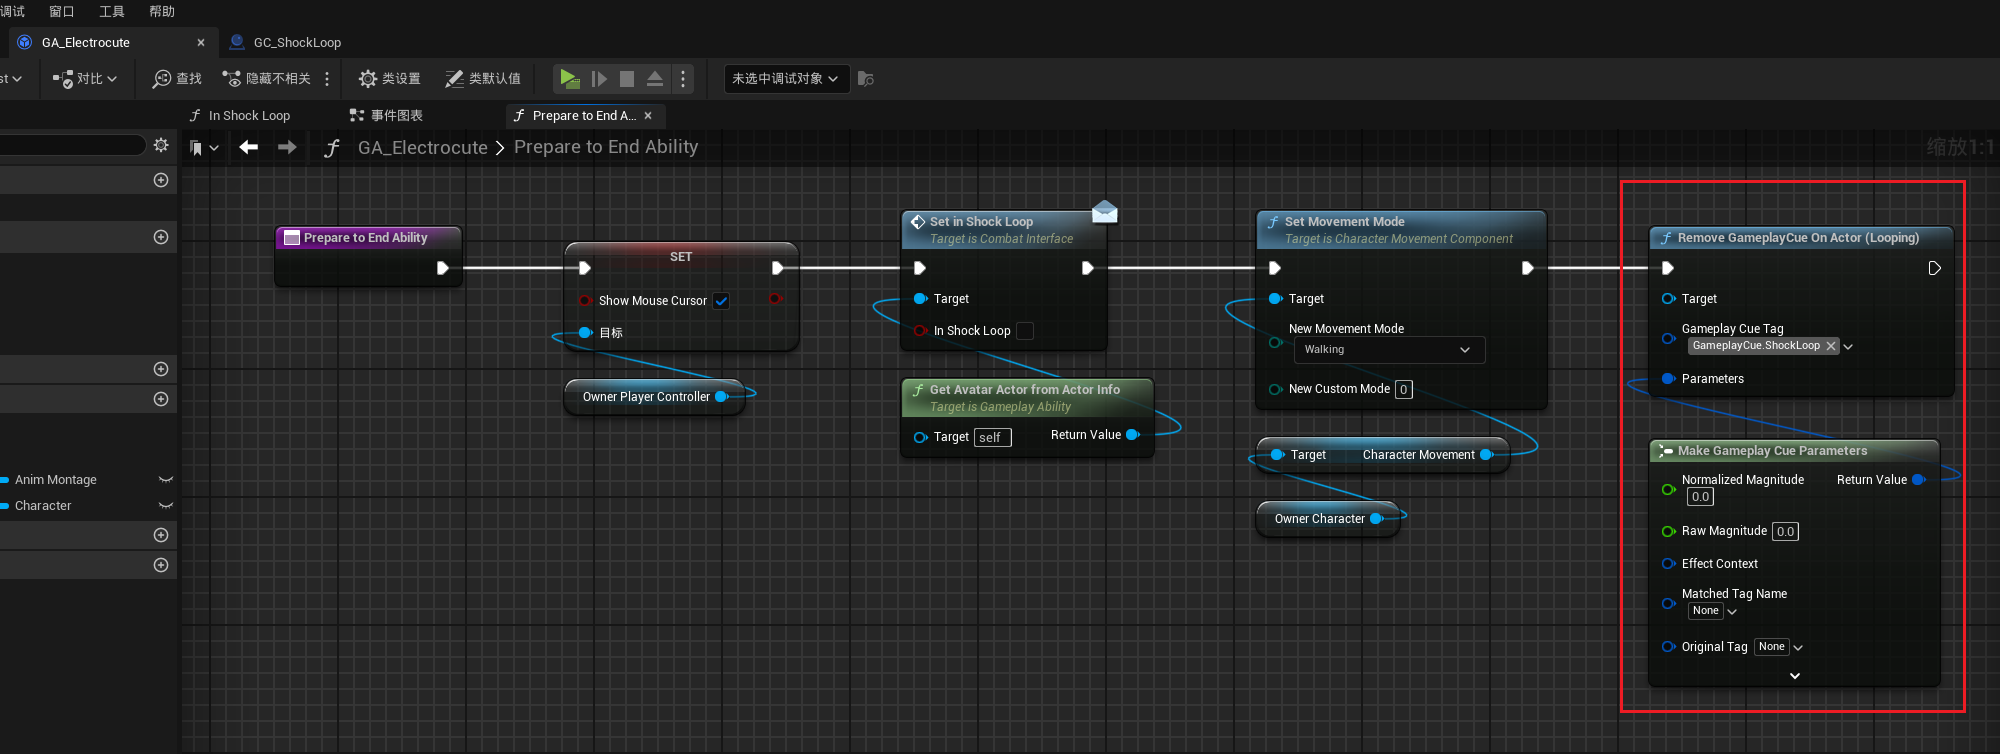 调试 窗口 工具 帮助
GA_Electrocute × GC_ShockLoop
st 对比 查找 隐藏不相关 类设置 类默认值 未选中调试对象
In Shock Loop 事件图表 Prepare to End A... ×
GA_Electrocute > Prepare to End Ability
缩放1:1
Anim Montage
Character
Prepare to End Ability
SET
Show Mouse Cursor
目标
Owner Player Controller
Set in Shock Loop
Target is Combat Interface
Target
In Shock Loop
Get Avatar Actor from Actor Info
Target is Gameplay Ability
Target self Return Value
Set Movement Mode
Target is Character Movement Component
Target
New Movement Mode
Walking
New Custom Mode 0
Target Character Movement
Owner Character
Remove GameplayCue On Actor (Looping)
Target
Gameplay Cue Tag
GameplayCue.ShockLoop
Parameters
Make Gameplay Cue Parameters
Normalized Magnitude Return Value
0.0
Raw Magnitude 0.0
Effect Context
Matched Tag Name
None
Original Tag None